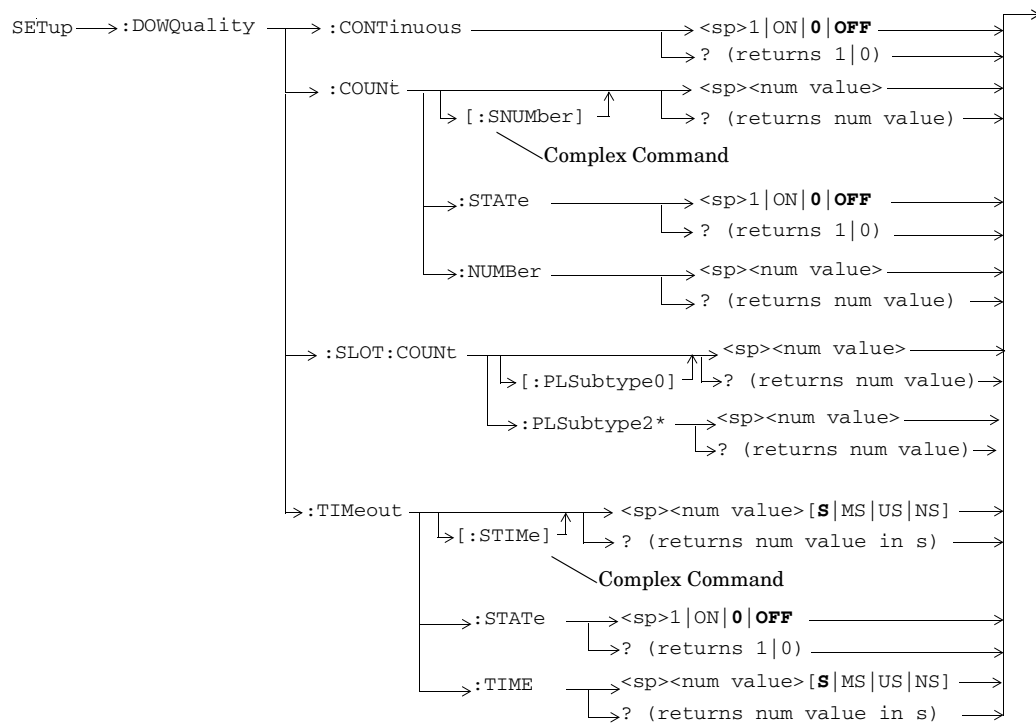 SETup :DOWQuality :CONTinuous <sp>1|ON|0|OFF
? (returns 1|0)
:COUNt <sp><num value>
[:SNUMber] ? (returns num value)
Complex Command
:STATe <sp>1|ON|0|OFF
? (returns 1|0)
:NUMBer <sp><num value>
? (returns num value)
:SLOT:COUNt <sp><num value>
[:PLSubtype0] ? (returns num value)
:PLSubtype2* <sp><num value>
? (returns num value)
:TIMeout <sp><num value>[S|MS|US|NS]
[:STIMe] ? (returns num value in s)
Complex Command
:STATe <sp>1|ON|0|OFF
? (returns 1|0)
:TIME <sp><num value>[S|MS|US|NS]
? (returns num value in s)